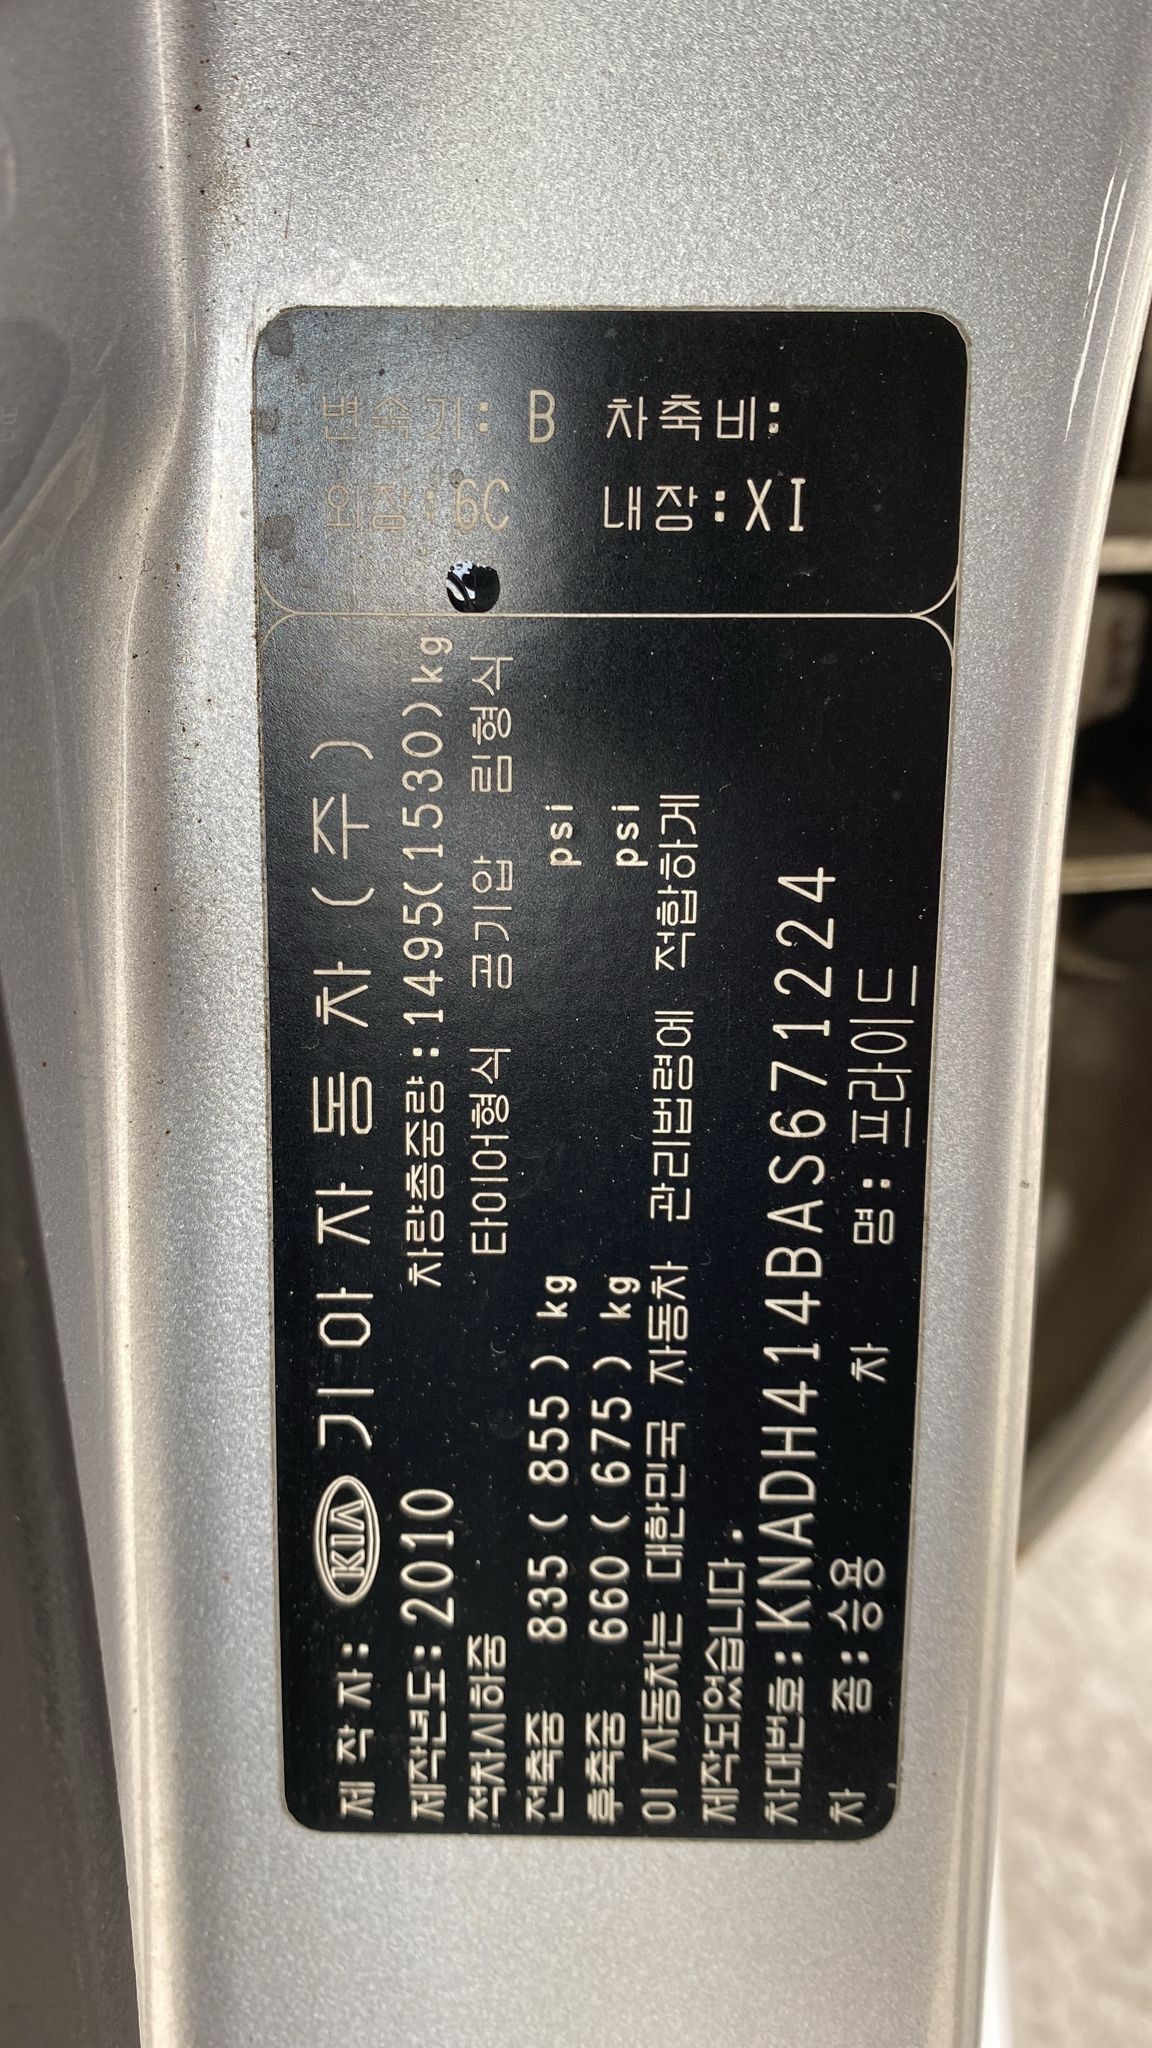 제 작 자: KIA 기 아 자 동 차 (주)
제작년도: 2010 차량총중량:1495(1530)kg
적차시하중 타이어형식 공기압 림형식
전축중 835 ( 855) kg psi
후축중 660 ( 675) kg psi
이 자동차는 대한민국 자동차 관리법령에 적합하게
제작되었습니다.
차대번호:KNADH414BAS671224
차 종:승용 차 명:프라이드
변속기: B 차축비:
외장:6C 내장:XI